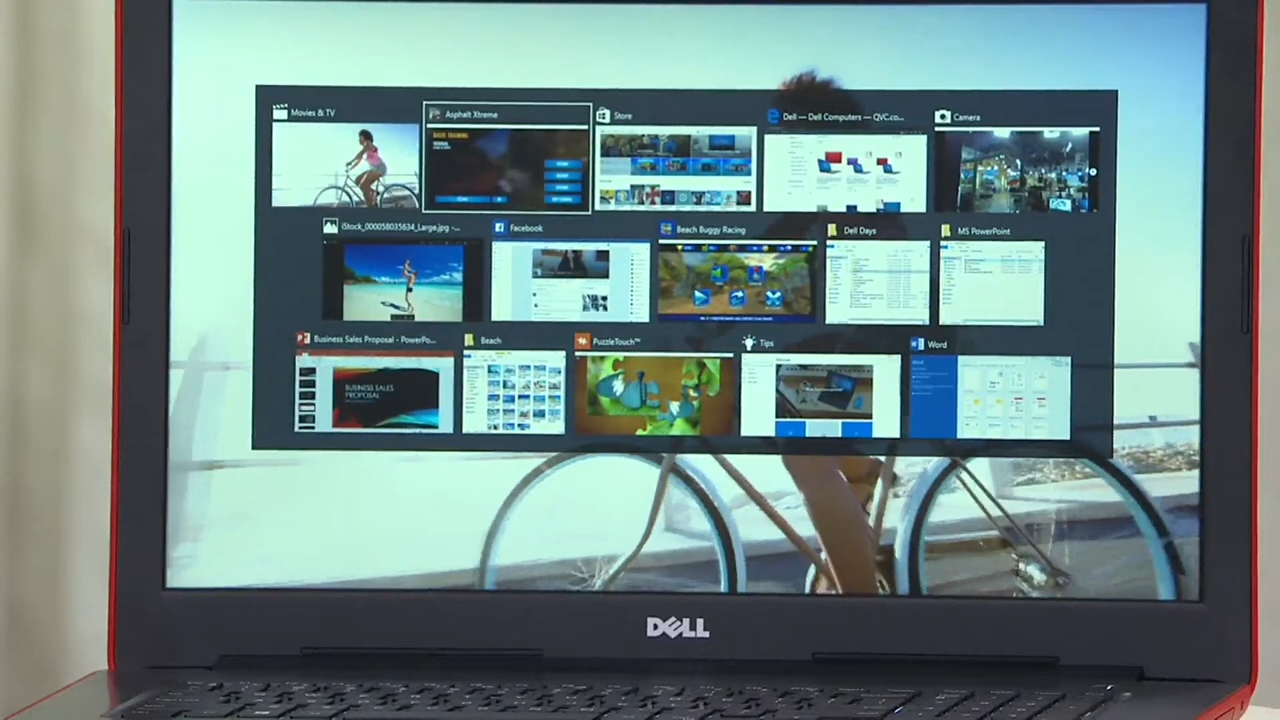 Movies & TV
Asphalt Xtreme
Store
Dell — Dell Computers — QVC.co...
Camera
iStock_000058035634_Large.jpg -...
Facebook
Beach Buggy Racing
Dell Days
MS PowerPoint
Business Sales Proposal - PowerPo...
Beach
PuzzleTouch™
Tips
Word
BUSINESS SALES
PROPOSAL
DELL